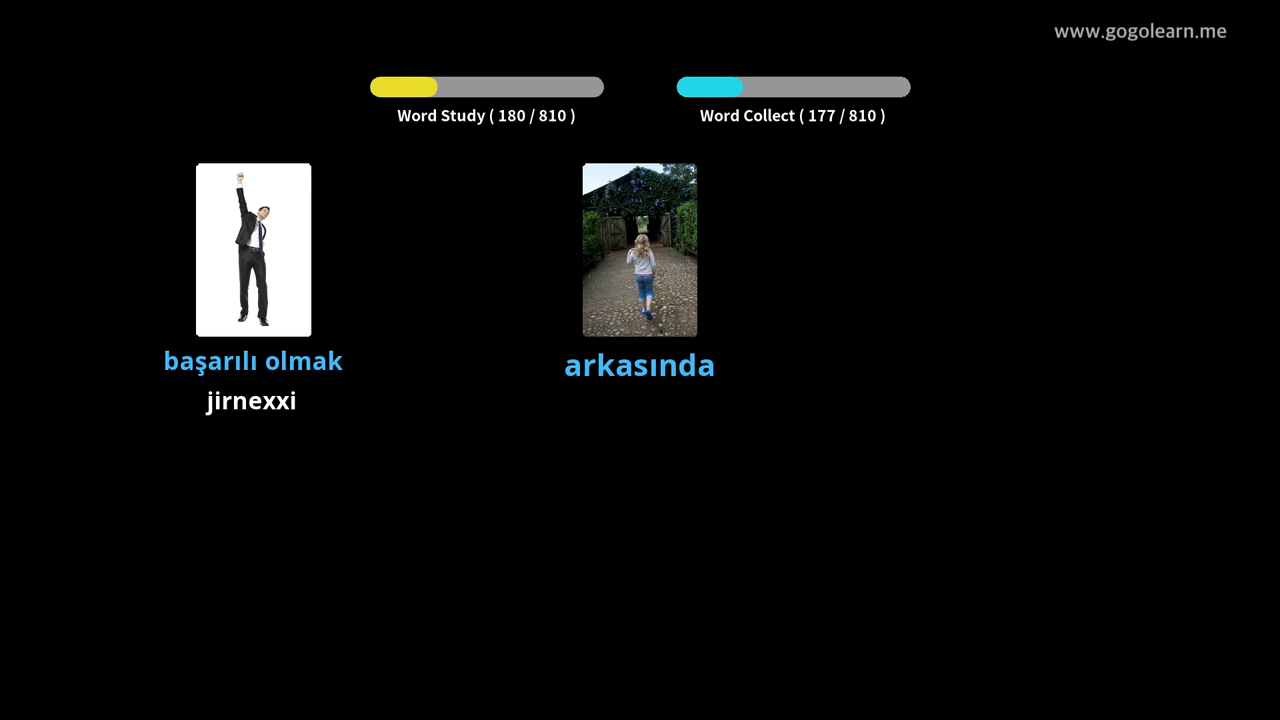 www.gogolearn.me
Word Study ( 180 / 810 )
Word Collect ( 177 / 810 )
başarılı olmak
jirnexxi
arkasında